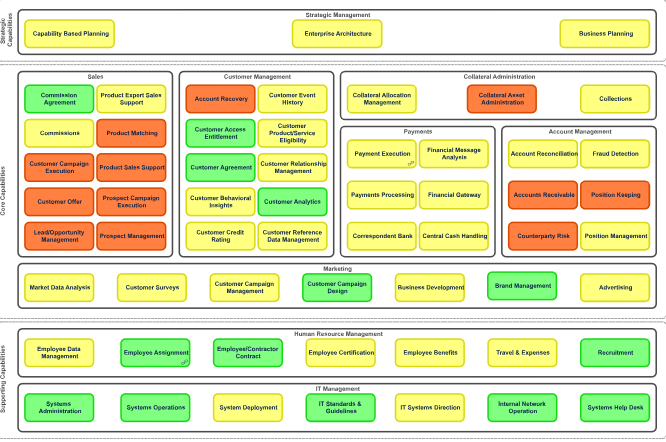 Strategic
Capabilities
Strategic Management
Capability Based Planning
Enterprise Architecture
Business Planning
Core Capabilities
Sales
Commission
Agreement
Product Expert Sales
Support
Commissions
Product Matching
Customer Campaign
Execution
Product Sales Support
Customer Offer
Prospect Campaign
Execution
Lead/Opportunity
Management
Prospect Management
Customer Management
Account Recovery
Customer Event
History
Customer Access
Entitlement
Customer
Product/Service
Eligibility
Customer Agreement
Customer Relationship
Management
Customer Behavioral
Insights
Customer Analytics
Customer Credit
Rating
Customer Reference
Data Management
Collateral Administration
Collateral Allocation
Management
Collateral Asset
Administration
Collections
Payments
Payment Execution
Financial Message
Analysis
Payments Processing
Financial Gateway
Correspondent Bank
Central Cash Handling
Account Management
Account Reconciliation
Fraud Detection
Accounts Receivable
Position Keeping
Counterparty Risk
Position Management
Marketing
Market Data Analysis
Customer Surveys
Customer Campaign
Management
Customer Campaign
Design
Business Development
Brand Management
Advertising
Supporting Capabilities
Human Resource Management
Employee Data
Management
Employee Assignment
Employee/Contractor
Contract
Employee Certification
Employee Benefits
Travel & Expenses
Recruitment
IT Management
Systems
Administration
Systems Operations
System Deployment
IT Standards &
Guidelines
IT Systems Direction
Internal Network
Operation
Systems Help Desk